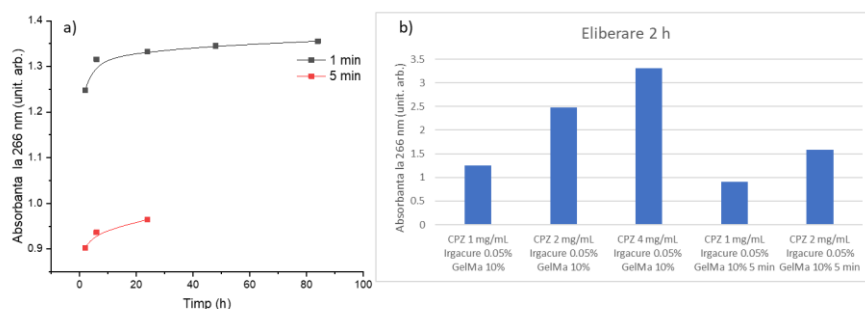 a)
Absorbanta la 266 nm (unit. arb.)
1.4
1.3
1.2
1.1
1.0
0.9
0
20
40
60
80
100
Timp (h)
1 min
5 min
b)
Eliberare 2 h
Absorbanta la 266 nm (unit. arb.)
3.5
3
2.5
2
1.5
1
0.5
0
CPZ 1 mg/mL
Irgacure 0.05%
GelMa 10%
CPZ 2 mg/mL
Irgacure 0.05%
GelMa 10%
CPZ 4 mg/mL
Irgacure 0.05%
GelMa 10%
CPZ 1 mg/mL
Irgacure 0.05%
GelMa 10% 5 min
CPZ 2 mg/mL
Irgacure 0.05%
GelMa 10% 5 min